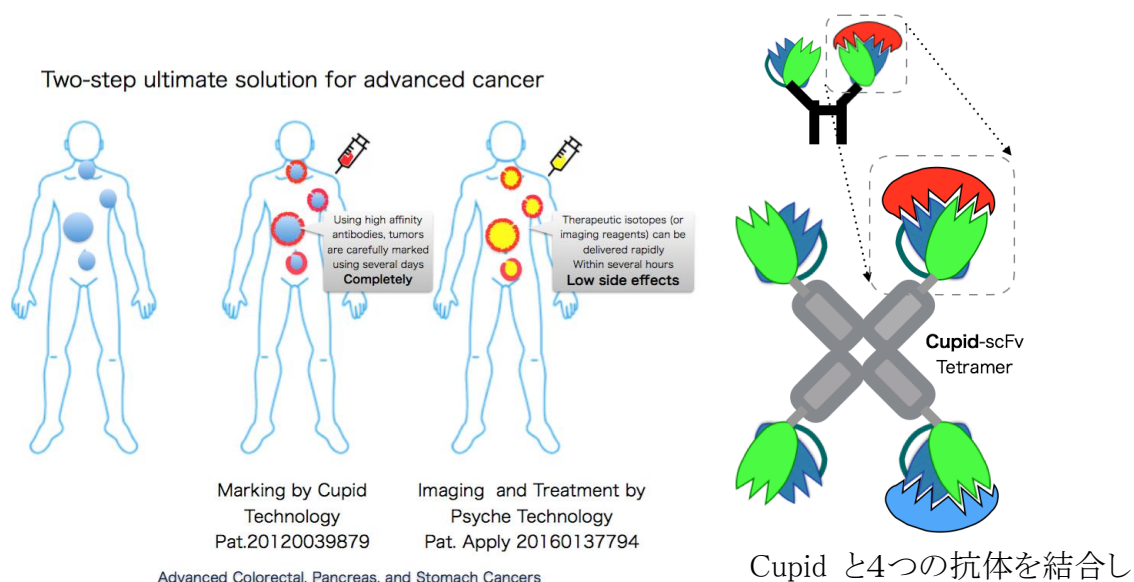 Two-step ultimate solution for advanced cancer
Using high affinity
antibodies, tumors
are carefully marked
using several days
Completely
Therapeutic isotopes (or
imaging reagents) can be
delivered rapidly
Within several hours
Low side effects
Cupid-scFv
Tetramer
Marking by Cupid
Technology
Pat.20120039879
Imaging and Treatment by
Psyche Technology
Pat. Apply 20160137794
Advanced Colorectal, Pancreas, and Stomach Cancers
Cupid と4つの抗体を結合し